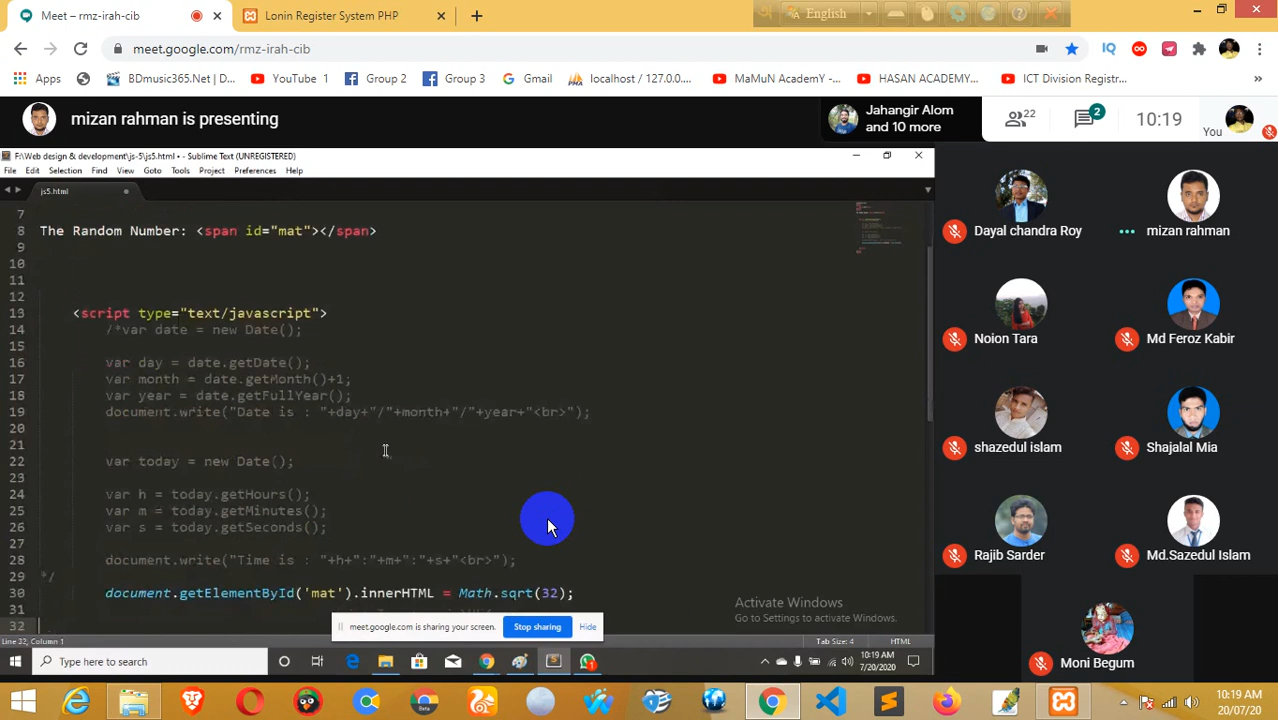 Meet – rmz-irah-cib
Lonin Register System PHP
English
meet.google.com/rmz-irah-cib
Apps
BDmusic365.Net | D...
YouTube 1
Group 2
Group 3
Gmail
localhost / 127.0.0....
MaMuN AcademY -...
HASAN ACADEMY...
ICT Division Registr...
»
mizan rahman is presenting
Jahangir Alom
and 10 more
22
2
10:19
You
F:\Web design & development\js-5\js5.html • - Sublime Text (UNREGISTERED)
File Edit Selection Find View Goto Tools Project Preferences Help
js5.html
7
8 The Random Number: <span id="mat"></span>
9
10
11
12
13 <script type="text/javascript">
14 /*var date = new Date();
15
16 var day = date.getDate();
17 var month = date.getMonth()+1;
18 var year = date.getFullYear();
19 document.write("Date is : "+day+"/"+month+"/"+year+"<br>");
20
21
22 var today = new Date();
23
24 var h = today.getHours();
25 var m = today.getMinutes();
26 var s = today.getSeconds();
27
28 document.write("Time is : "+h+":"+m+":"+s+"<br>");
29 */
30 document.getElementById('mat').innerHTML = Math.sqrt(32);
31
32
Dayal chandra Roy
mizan rahman
Noion Tara
Md Feroz Kabir
shazedul islam
Shajalal Mia
Rajib Sarder
Md.Sazedul Islam
Moni Begum
Activate Windows
Go to Settings to activate Windows.
meet.google.com is sharing your screen.
Stop sharing
Hide
Line 32, Column 1
Tab Size: 4
HTML
Type here to search
10:19 AM
7/20/2020
10:19 AM
20/07/20